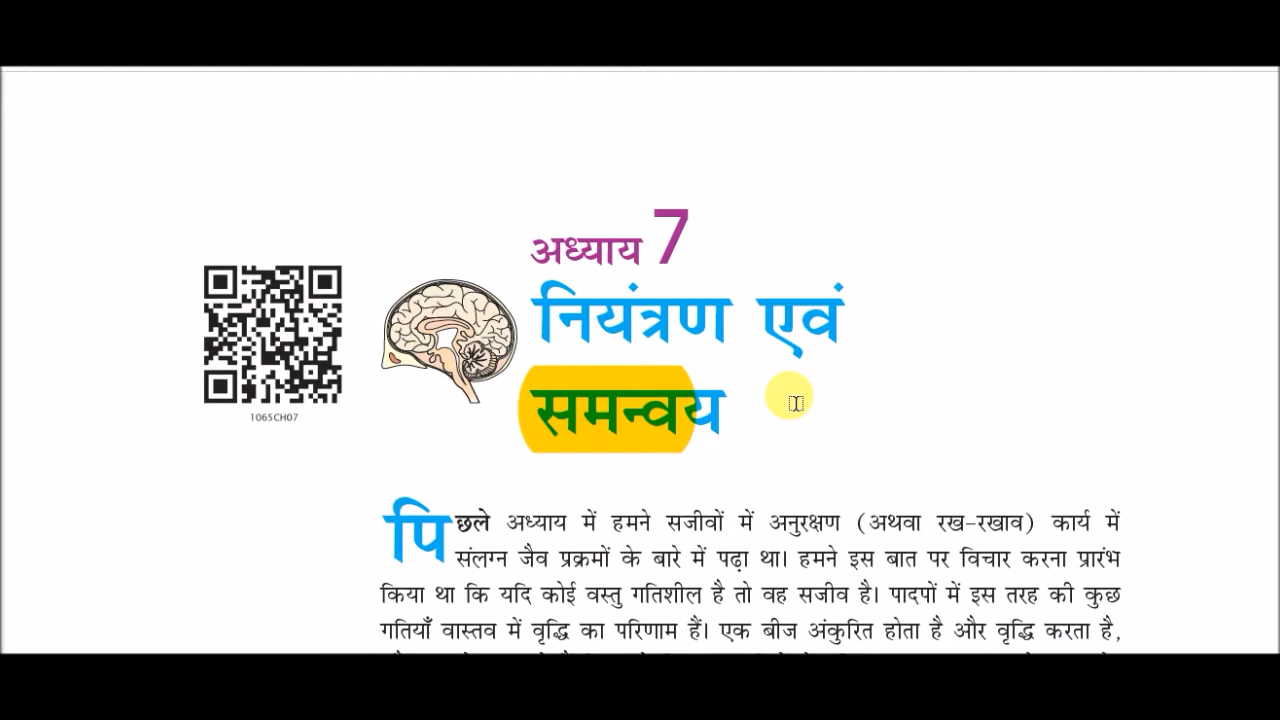 अध्याय 7
नियंत्रण एवं
समन्वय
1065CH07
पिछले अध्याय में हमने सजीवों में अनुरक्षण (अथवा रख-रखाव) कार्य में
संलग्न जैव प्रक्रमों के बारे में पढ़ा था। हमने इस बात पर विचार करना प्रारंभ
किया था कि यदि कोई वस्तु गतिशील है तो वह सजीव है। पादपों में इस तरह की कुछ
गतियाँ वास्तव में वृद्धि का परिणाम हैं। एक बीज अंकुरित होता है और वृद्धि करता है,